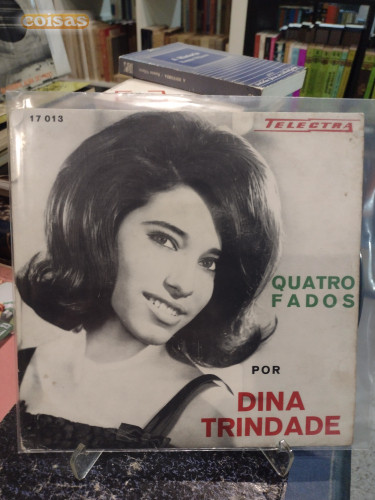 coisas
17 013
TELECTRA
QUATRO
FADOS
POR
DINA
TRINDADE